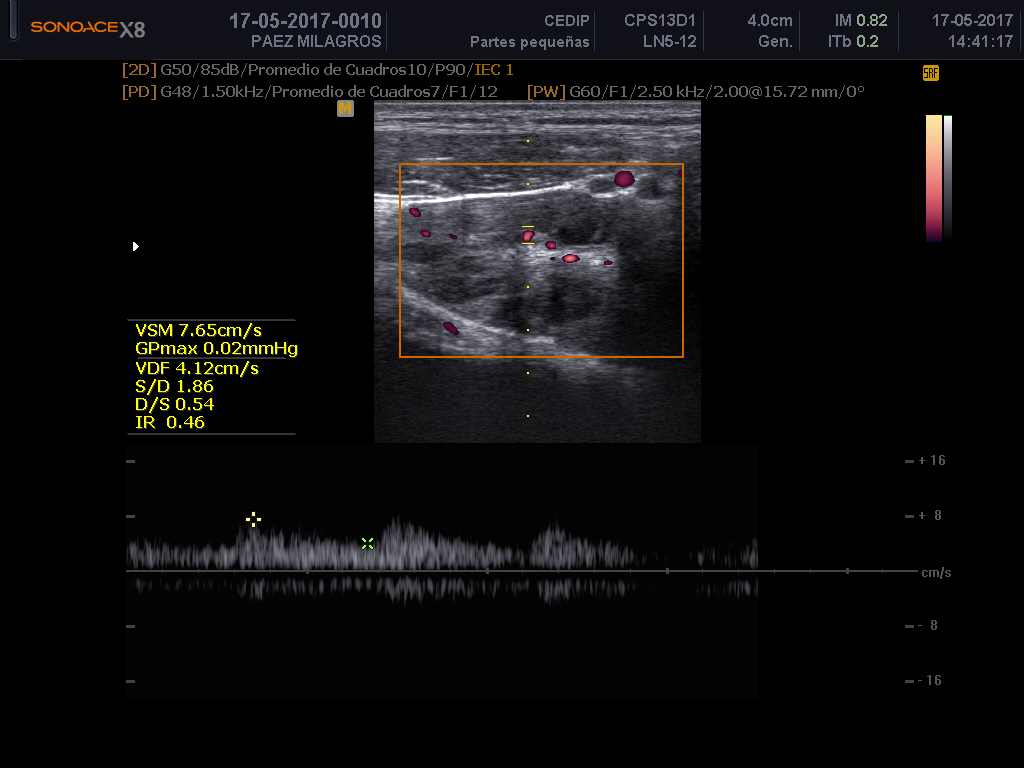 SONOACE X8
17-05-2017-0010
PAEZ MILAGROS
CEDIP
Partes pequeñas
CPS13D1
LN5-12
4.0cm
Gen.
IM 0.82
ITb 0.2
17-05-2017
14:41:17
[2D] G50/85dB/Promedio de Cuadros10/P90/IEC 1
[PD] G48/1.50kHz/Promedio de Cuadros7/F1/12 [PW] G60/F1/2.50 kHz/2.00@15.72 mm/0°
SRF
M
VSM 7.65cm/s
GPmax 0.02mmHg
VDF 4.12cm/s
S/D 1.86
D/S 0.54
IR 0.46
+ 16
+ 8
cm/s
- 8
- 16